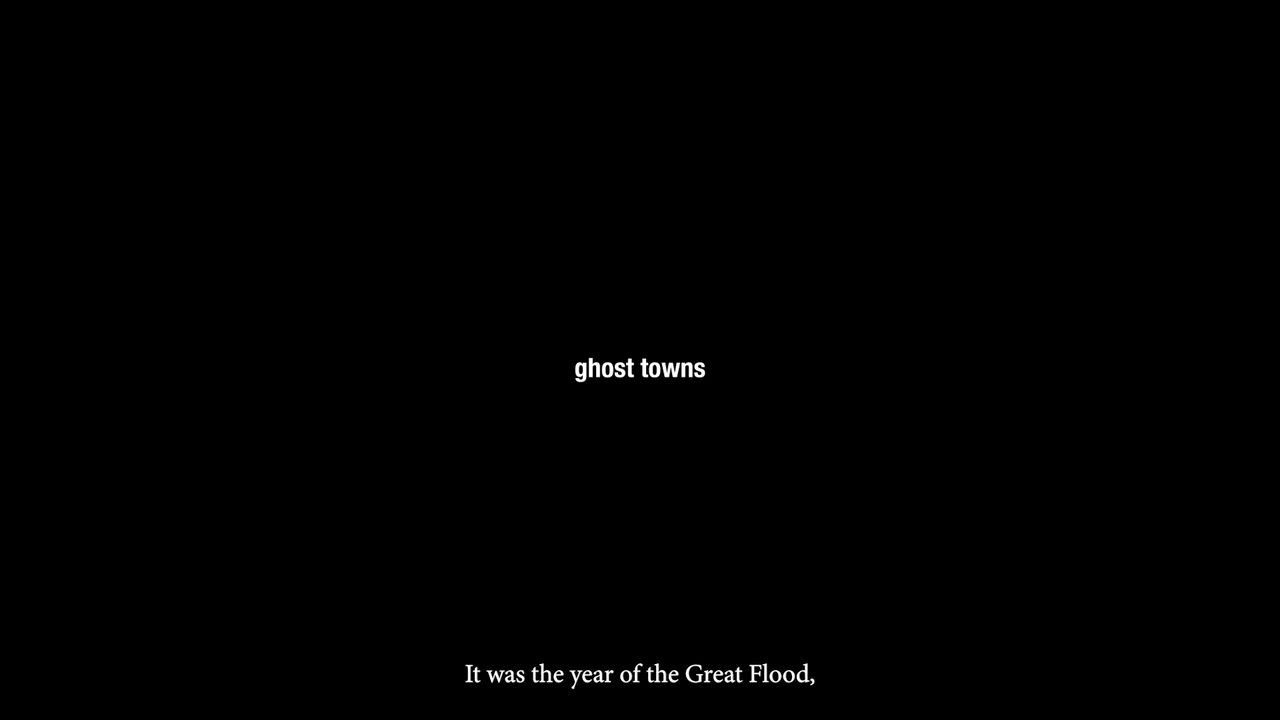 ghost towns
It was the year of the Great Flood,